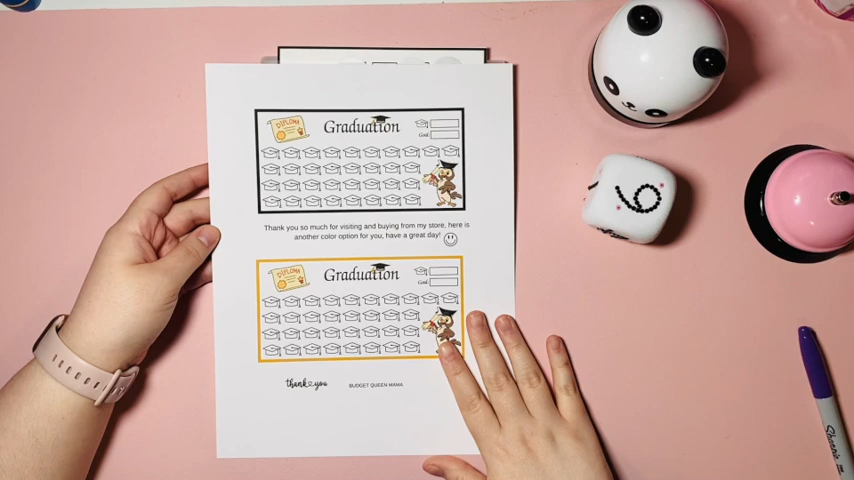 DIPLOMA
Graduation
Goal:
Thank you so much for visiting and buying from my store, here is
another color option for you, have a great day!
DIPLOMA
Graduation
Goal:
thank you
BUDGET QUEEN MAMA
6
Sharpie